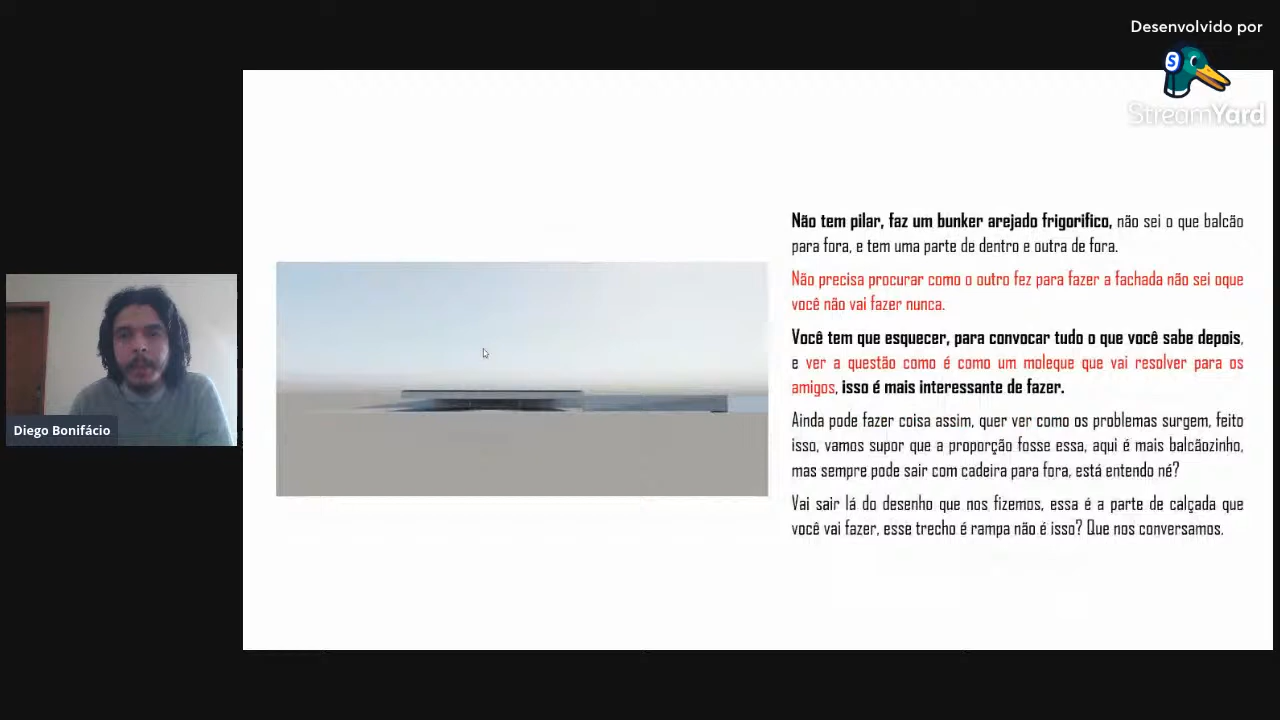 Desenvolvido por
StreamYard
Não tem pilar, faz um bunker arejado frigorifico, não sei o que balcão
para fora, e tem uma parte de dentro e outra de fora.
Não precisa procurar como o outro fez para fazer a fachada não sei oque
você não vai fazer nunca.
Você tem que esquecer, para convocar tudo o que você sabe depois,
e ver a questão como é como um moleque que vai resolver para os
amigos, isso é mais interessante de fazer.
Ainda pode fazer coisa assim, quer ver como os problemas surgem, feito
isso, vamos supor que a proporção fosse essa, aqui é mais balcãozinho,
mas sempre pode sair com cadeira para fora, está entendo né?
Vai sair lá do desenho que nos fizemos, essa é a parte de calçada que
você vai fazer, esse trecho é rampa não é isso? Que nos conversamos.
Diego Bonifácio